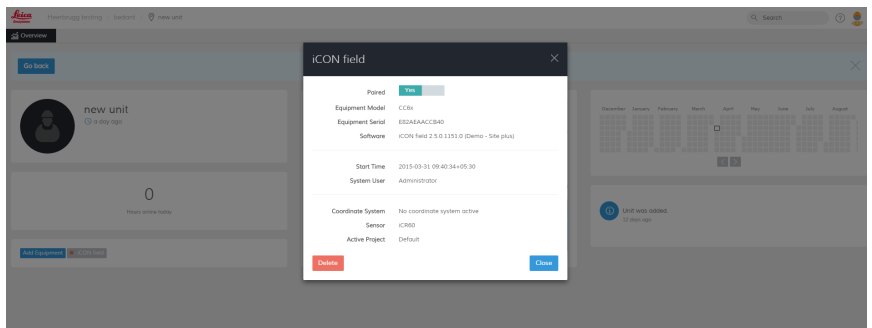 Leica
Geosystems
Hexabrugg testing
new unit
Search
Overview
Go back
new unit
a day ago
0
Hours online today
Add Equipment
iCON field
iCON field
Paired Yes
Equipment Model CC6x
Equipment Serial E82AEAACCB40
Software iCON field 2.5.0.1151.0 (Demo - Site plus)
Start Time 2015-03-31 09:40:34+05:30
System User Administrator
Coordinate System No coordinate system active
Sensor iCR60
Active Project Default
Delete Close
December January February March April May June July August
Unit was added
12 days ago